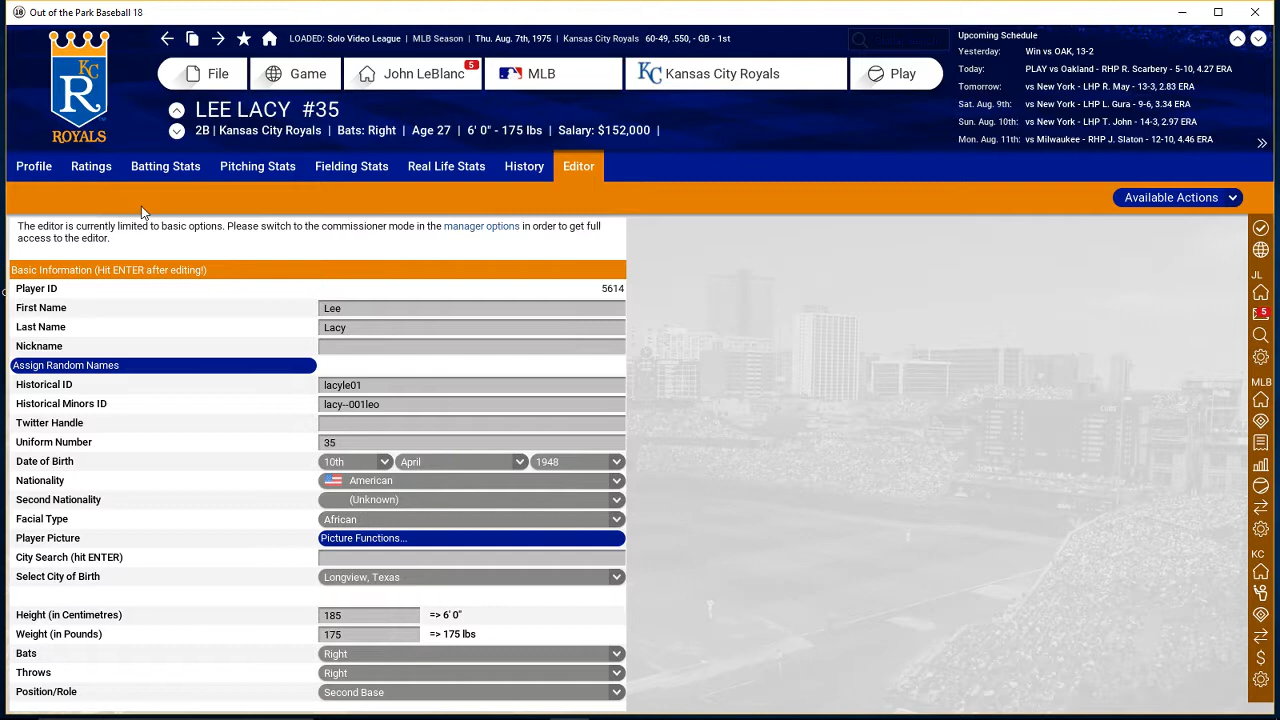 Out of the Park Baseball 18
LOADED: Solo Video League | MLB Season | Thu. Aug. 7th, 1975 | Kansas City Royals 60-49, .550, - GB - 1st
Upcoming Schedule
Yesterday: Win vs OAK, 13-2
Today: PLAY vs Oakland - RHP R. Scarbery - 5-10, 4.27 ERA
Tomorrow: vs New York - LHP R. May - 13-3, 2.83 ERA
Sat. Aug. 9th: vs New York - LHP L. Gura - 9-6, 3.34 ERA
Sun. Aug. 10th: vs New York - LHP T. John - 14-3, 2.97 ERA
Mon. Aug. 11th: vs Milwaukee - RHP J. Slaton - 12-10, 4.46 ERA
KC
R
ROYALS
File Game John LeBlanc 5 MLB KC Kansas City Royals Play
LEE LACY #35
2B | Kansas City Royals | Bats: Right | Age 27 | 6' 0" - 175 lbs | Salary: $152,000 |
Profile Ratings Batting Stats Pitching Stats Fielding Stats Real Life Stats History Editor
Available Actions
The editor is currently limited to basic options. Please switch to the commissioner mode in the manager options in order to get full
access to the editor.
Basic Information (Hit ENTER after editing!)
Player ID 5614
First Name Lee
Last Name Lacy
Nickname
Assign Random Names
Historical ID lacyle01
Historical Minors ID lacy--001leo
Twitter Handle
Uniform Number 35
Date of Birth 10th April 1948
Nationality American
Second Nationality (Unknown)
Facial Type African
Player Picture Picture Functions...
City Search (hit ENTER)
Select City of Birth Longview, Texas
Height (in Centimetres) 185 => 6' 0"
Weight (in Pounds) 175 => 175 lbs
Bats Right
Throws Right
Position/Role Second Base
JL
5
MLB
KC